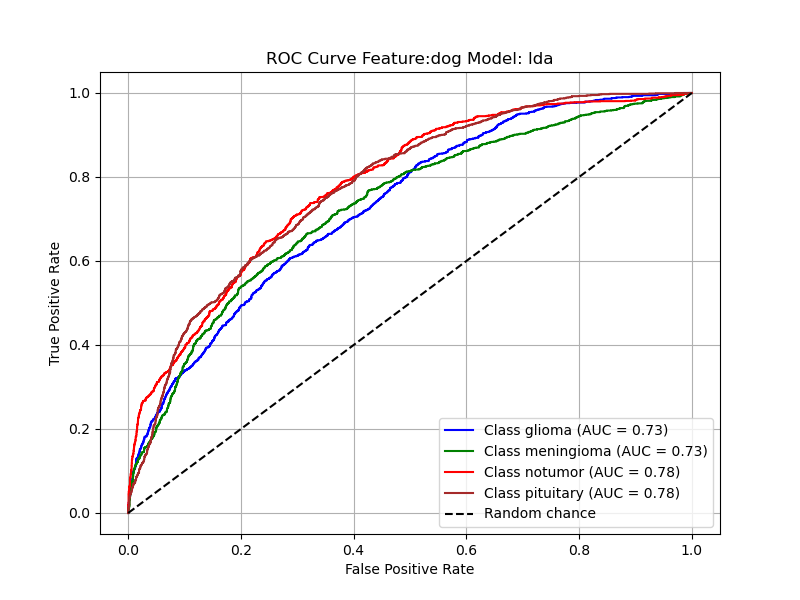 ROC Curve Feature:dog Model: lda
True Positive Rate
1.0
0.8
0.6
0.4
0.2
0.0
Class glioma (AUC = 0.73)
Class meningioma (AUC = 0.73)
Class notumor (AUC = 0.78)
Class pituitary (AUC = 0.78)
Random chance
0.0 0.2 0.4 0.6 0.8 1.0
False Positive Rate